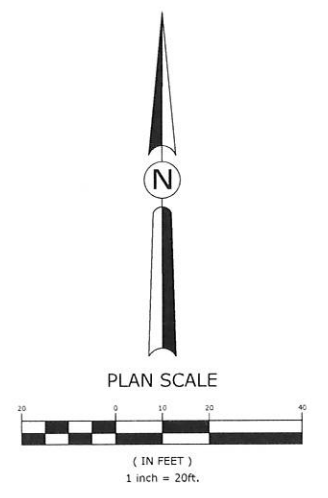 N
PLAN SCALE
20 0 10 20 40
( IN FEET )
1 inch = 20ft.